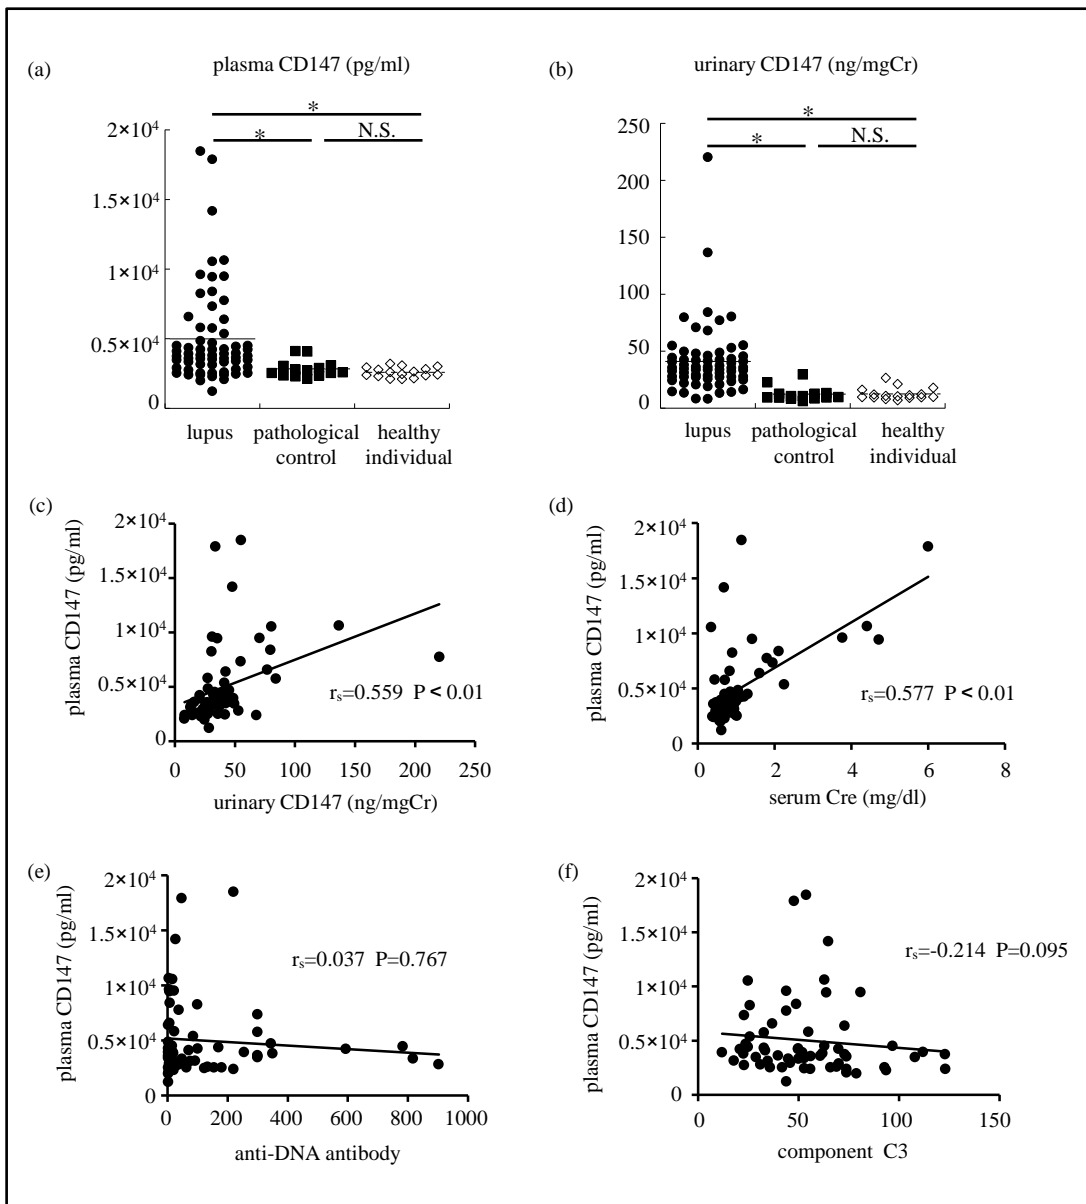 (a)
plasma CD147 (pg/ml)
*
*
N.S.
2×10⁴
1.5×10⁴
1×10⁴
0.5×10⁴
0
lupus
pathological
control
healthy
individual
(b)
urinary CD147 (ng/mgCr)
*
*
N.S.
250
200
150
100
50
0
lupus
pathological
control
healthy
individual
(c)
plasma CD147 (pg/ml)
2×10⁴
1.5×10⁴
1×10⁴
0.5×10⁴
0
rₛ=0.559 P < 0.01
0 50 100 150 200 250
urinary CD147 (ng/mgCr)
(d)
plasma CD147 (pg/ml)
2×10⁴
1.5×10⁴
1×10⁴
0.5×10⁴
0
rₛ=0.577 P < 0.01
0 2 4 6 8
serum Cre (mg/dl)
(e)
plasma CD147 (pg/ml)
2×10⁴
1.5×10⁴
1×10⁴
0.5×10⁴
0
rₛ=0.037 P=0.767
0 200 400 600 800 1000
anti-DNA antibody
(f)
plasma CD147 (pg/ml)
2×10⁴
1.5×10⁴
1×10⁴
0.5×10⁴
0
rₛ=-0.214 P=0.095
0 50 100 150
component C3